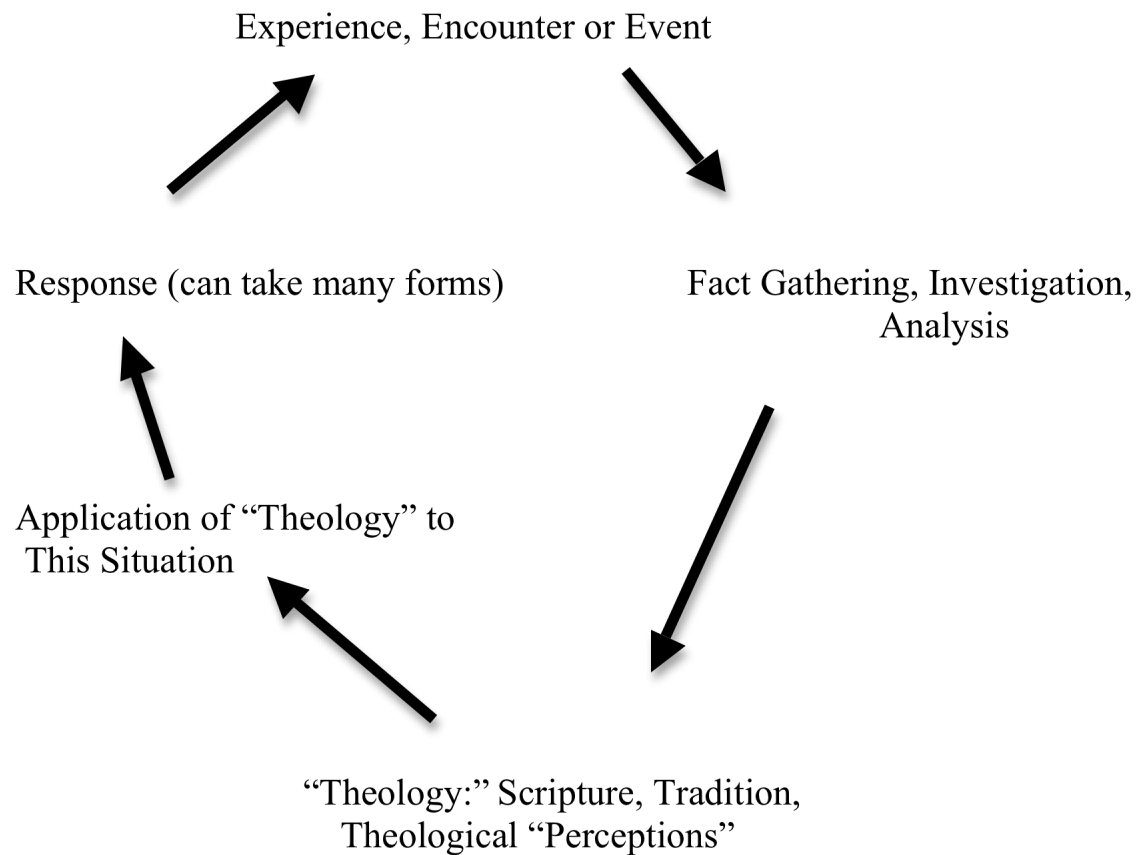 Experience, Encounter or Event
Response (can take many forms)
Fact Gathering, Investigation,
Analysis
Application of “Theology” to
This Situation
“Theology:” Scripture, Tradition,
Theological “Perceptions”